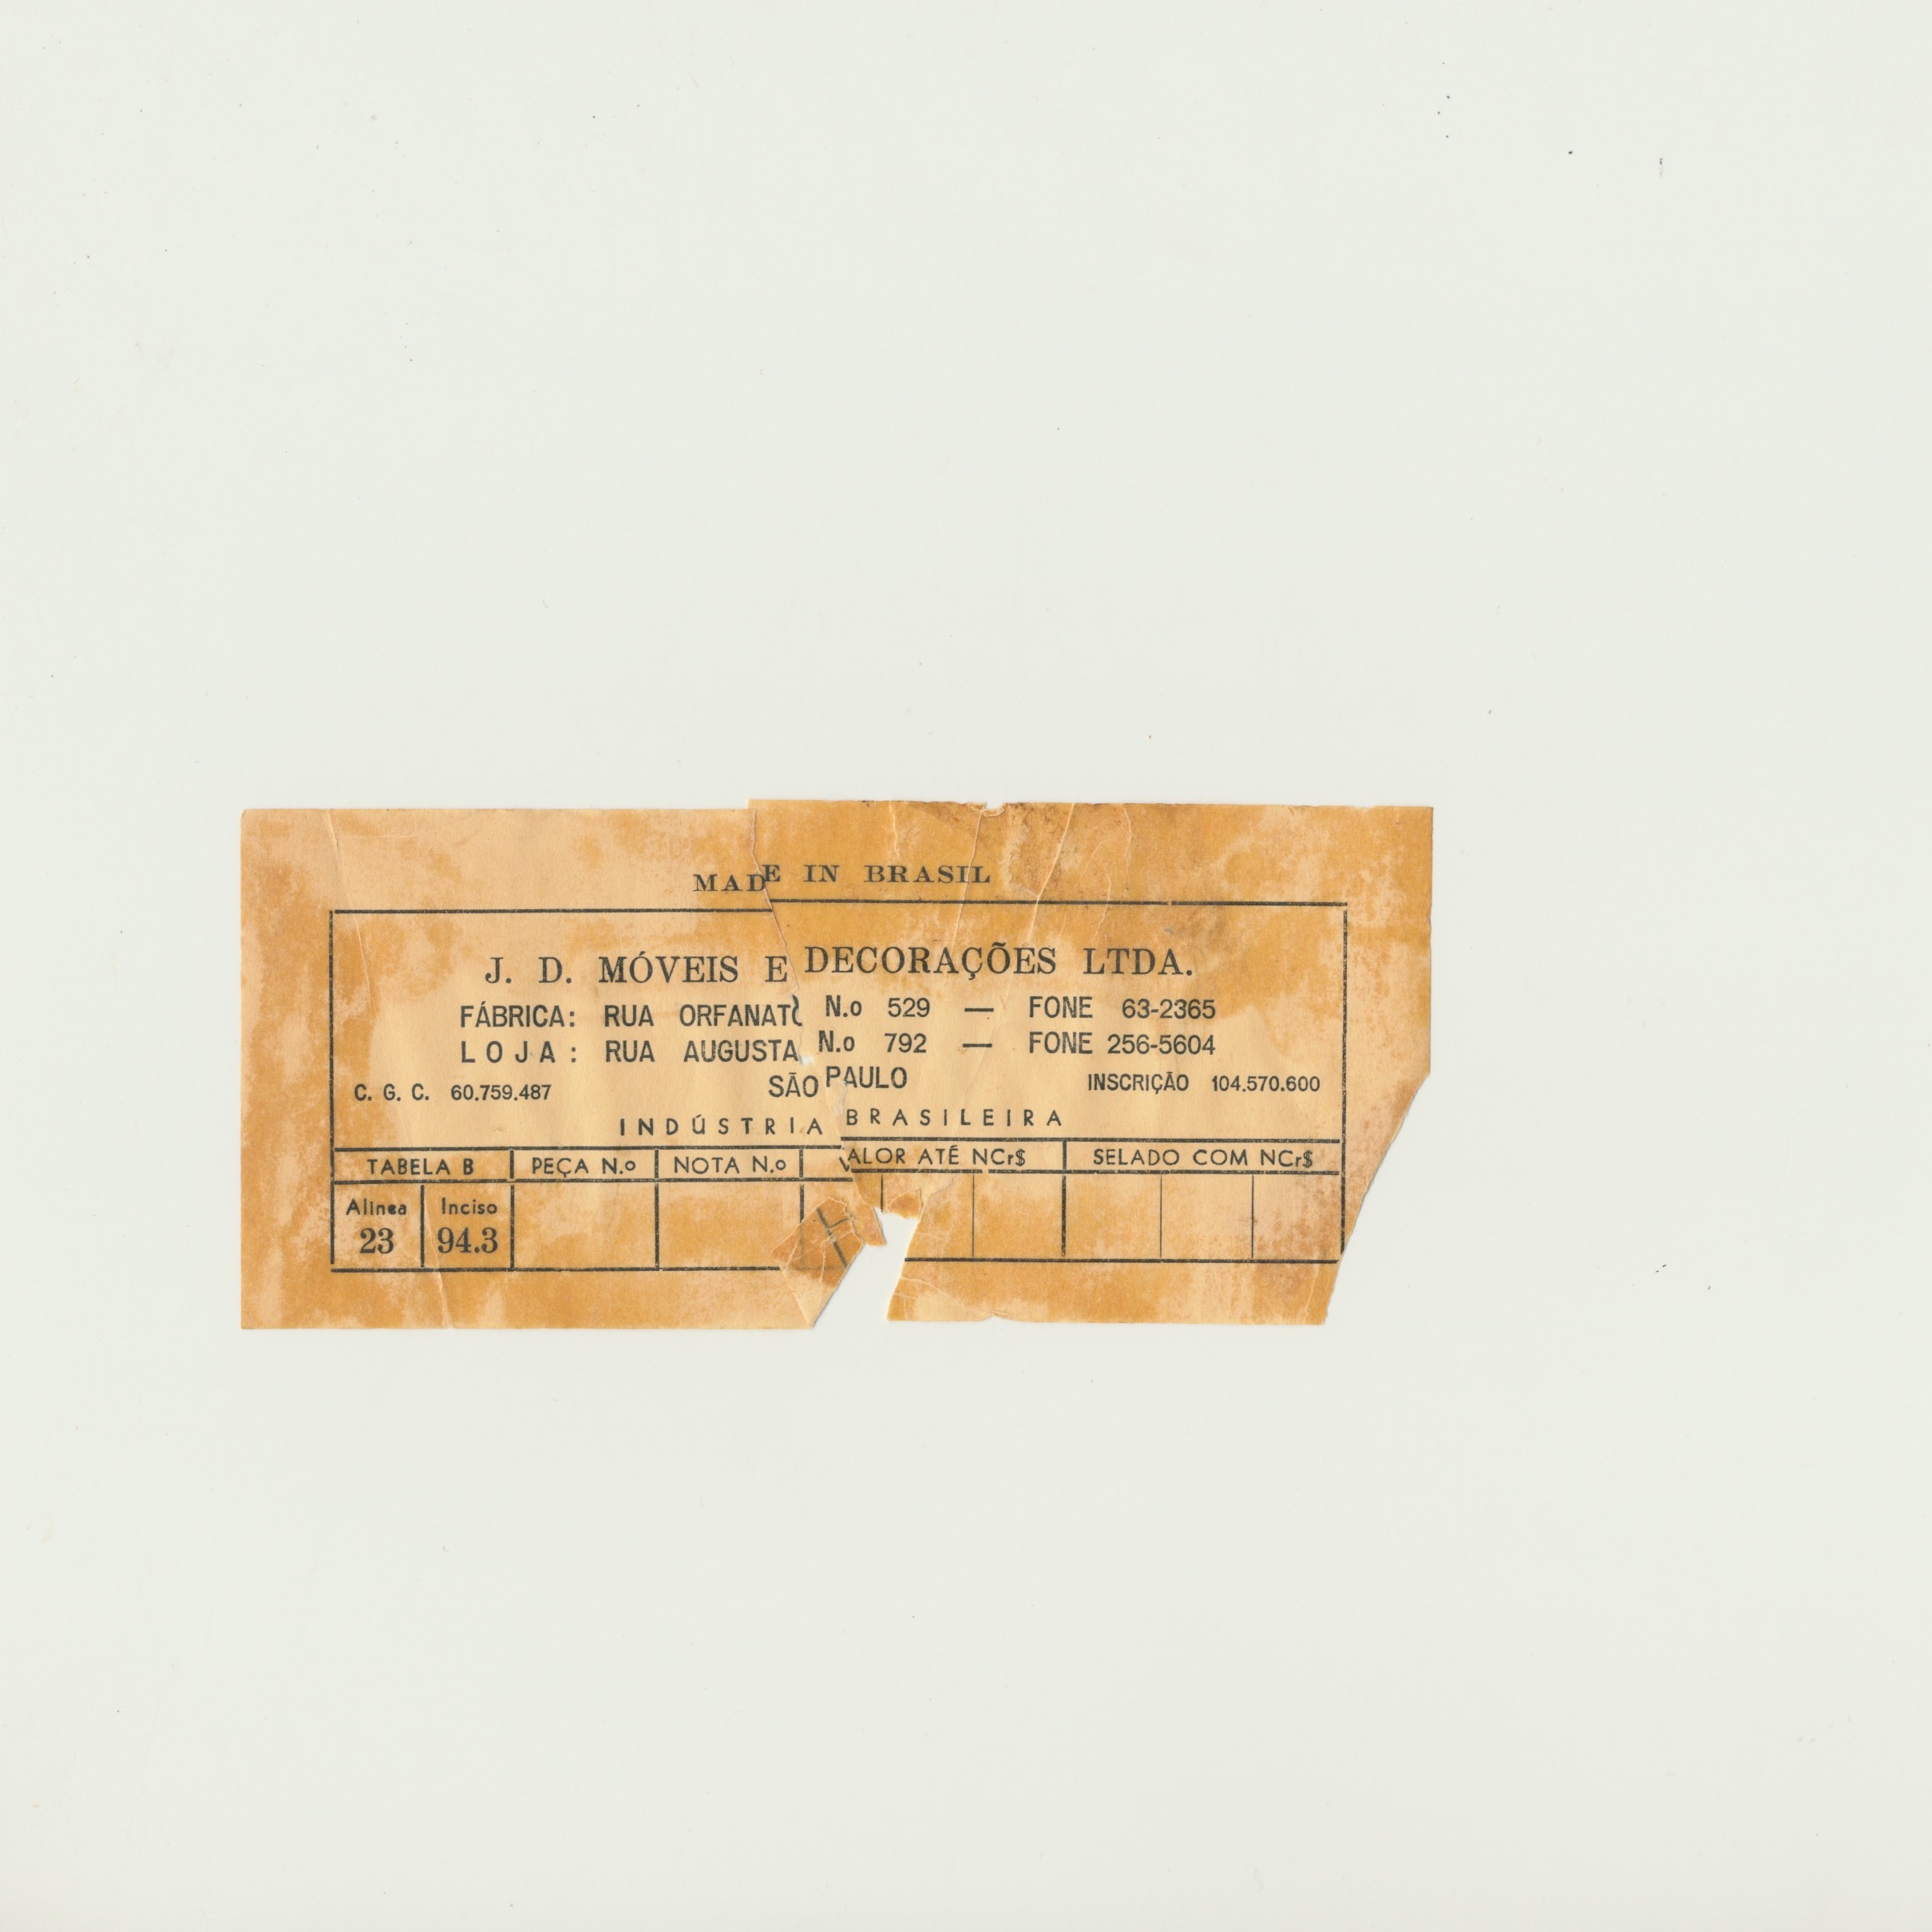 MADE IN BRASIL
J. D. MÓVEIS E DECORAÇÕES LTDA.
FÁBRICA: RUA ORFANATO N.o 529 — FONE 63-2365
LOJA: RUA AUGUSTA N.o 792 — FONE 256-5604
SÃO PAULO
C. G. C. 60.759.487 INSCRIÇÃO 104.570.600
INDÚSTRIA BRASILEIRA
TABELA B PEÇA N.o NOTA N.o VALOR ATÉ NCr$ SELADO COM NCr$
Alinea Inciso
23 94.3